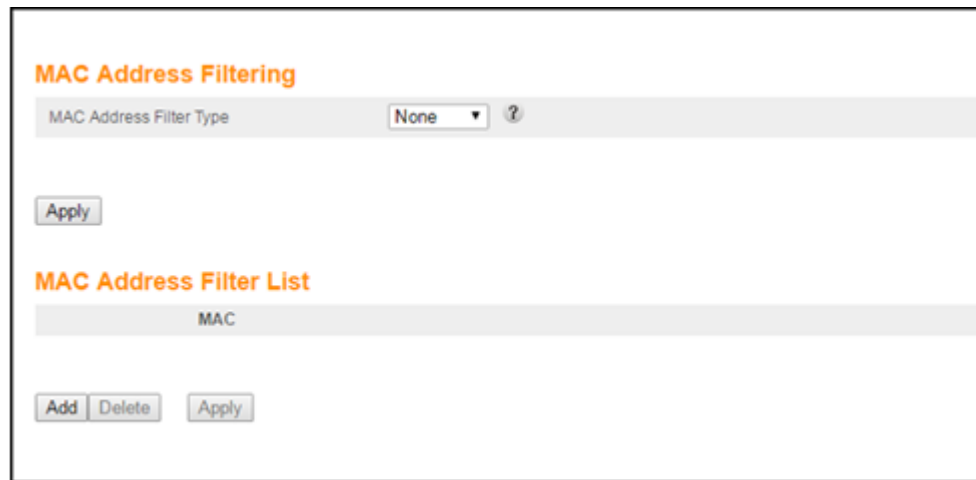 MAC Address Filtering
MAC Address Filter Type None ?
Apply
MAC Address Filter List
MAC
Add Delete Apply